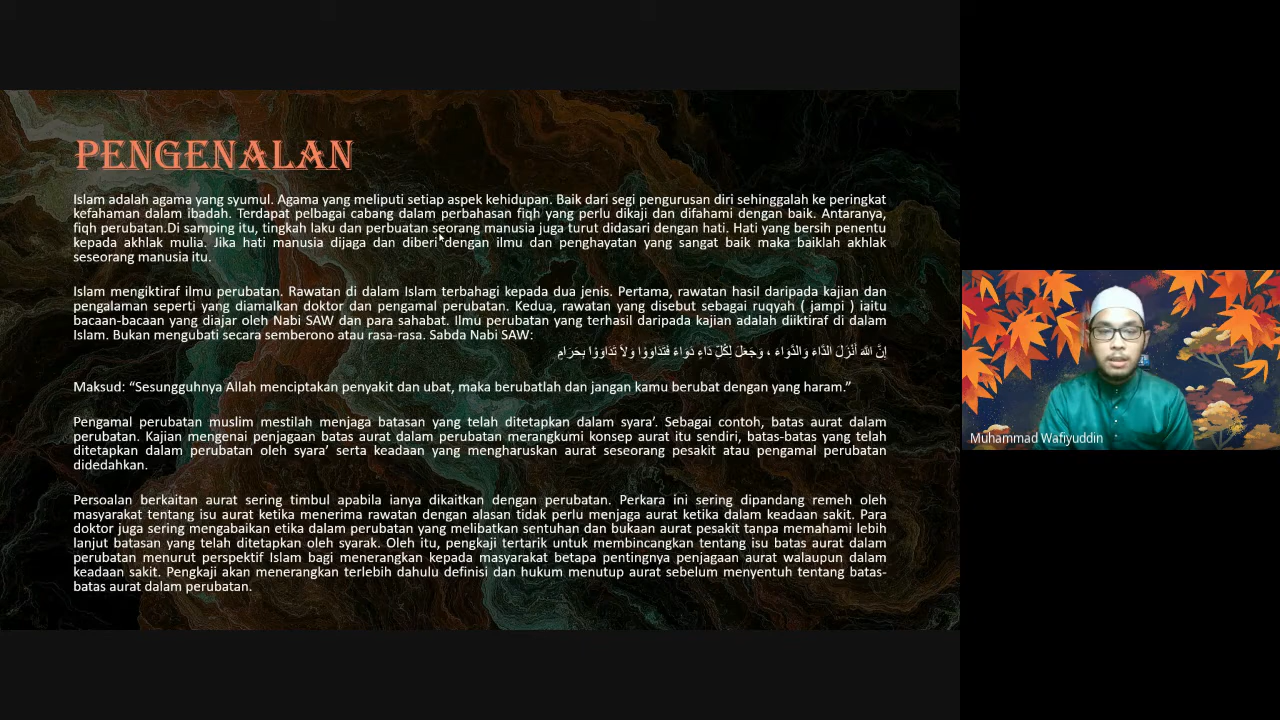 PENGENALAN
Islam adalah agama yang syumul. Agama yang meliputi setiap aspek kehidupan. Baik dari segi pengurusan diri sehinggalah ke peringkat
kefahaman dalam ibadah. Terdapat pelbagai cabang dalam perbahasan fiqh yang perlu dikaji dan difahami dengan baik. Antaranya,
fiqh perubatan.Di samping itu, tingkah laku dan perbuatan seorang manusia juga turut didasari dengan hati. Hati yang bersih penentu
kepada akhlak mulia. Jika hati manusia dijaga dan diberi dengan ilmu dan penghayatan yang sangat baik maka baiklah akhlak
seseorang manusia itu.
Islam mengiktiraf ilmu perubatan. Rawatan di dalam Islam terbahagi kepada dua jenis. Pertama, rawatan hasil daripada kajian dan
pengalaman seperti yang diamalkan doktor dan pengamal perubatan. Kedua, rawatan yang disebut sebagai ruqyah ( jampi ) iaitu
bacaan-bacaan yang diajar oleh Nabi SAW dan para sahabat. Ilmu perubatan yang terhasil daripada kajian adalah diiktiraf di dalam
Islam. Bukan mengubati secara semberono atau rasa-rasa. Sabda Nabi SAW:
إِنَّ اللهَ أَنْزَلَ الدَّاءَ وَالدَّوَاءَ ، وَجَعَلَ لِكُلِّ دَاءٍ دَوَاءً فَتَدَاوَوْا وَلاَ تَدَاوَوْا بِحَرَامٍ
Maksud: “Sesungguhnya Allah menciptakan penyakit dan ubat, maka berubatlah dan jangan kamu berubat dengan yang haram.”
Pengamal perubatan muslim mestilah menjaga batasan yang telah ditetapkan dalam syara’. Sebagai contoh, batas aurat dalam
perubatan. Kajian mengenai penjagaan batas aurat dalam perubatan merangkumi konsep aurat itu sendiri, batas-batas yang telah
ditetapkan dalam perubatan oleh syara’ serta keadaan yang mengharuskan aurat seseorang pesakit atau pengamal perubatan
didedahkan.
Persoalan berkaitan aurat sering timbul apabila ianya dikaitkan dengan perubatan. Perkara ini sering dipandang remeh oleh
masyarakat tentang isu aurat ketika menerima rawatan dengan alasan tidak perlu menjaga aurat ketika dalam keadaan sakit. Para
doktor juga sering mengabaikan etika dalam perubatan yang melibatkan sentuhan dan bukaan aurat pesakit tanpa memahami lebih
lanjut batasan yang telah ditetapkan oleh syarak. Oleh itu, pengkaji tertarik untuk membincangkan tentang isu batas aurat dalam
perubatan menurut perspektif Islam bagi menerangkan kepada masyarakat betapa pentingnya penjagaan aurat walaupun dalam
keadaan sakit. Pengkaji akan menerangkan terlebih dahulu definisi dan hukum menutup aurat sebelum menyentuh tentang batas-
batas aurat dalam perubatan.
Muhammad Wafiyuddin